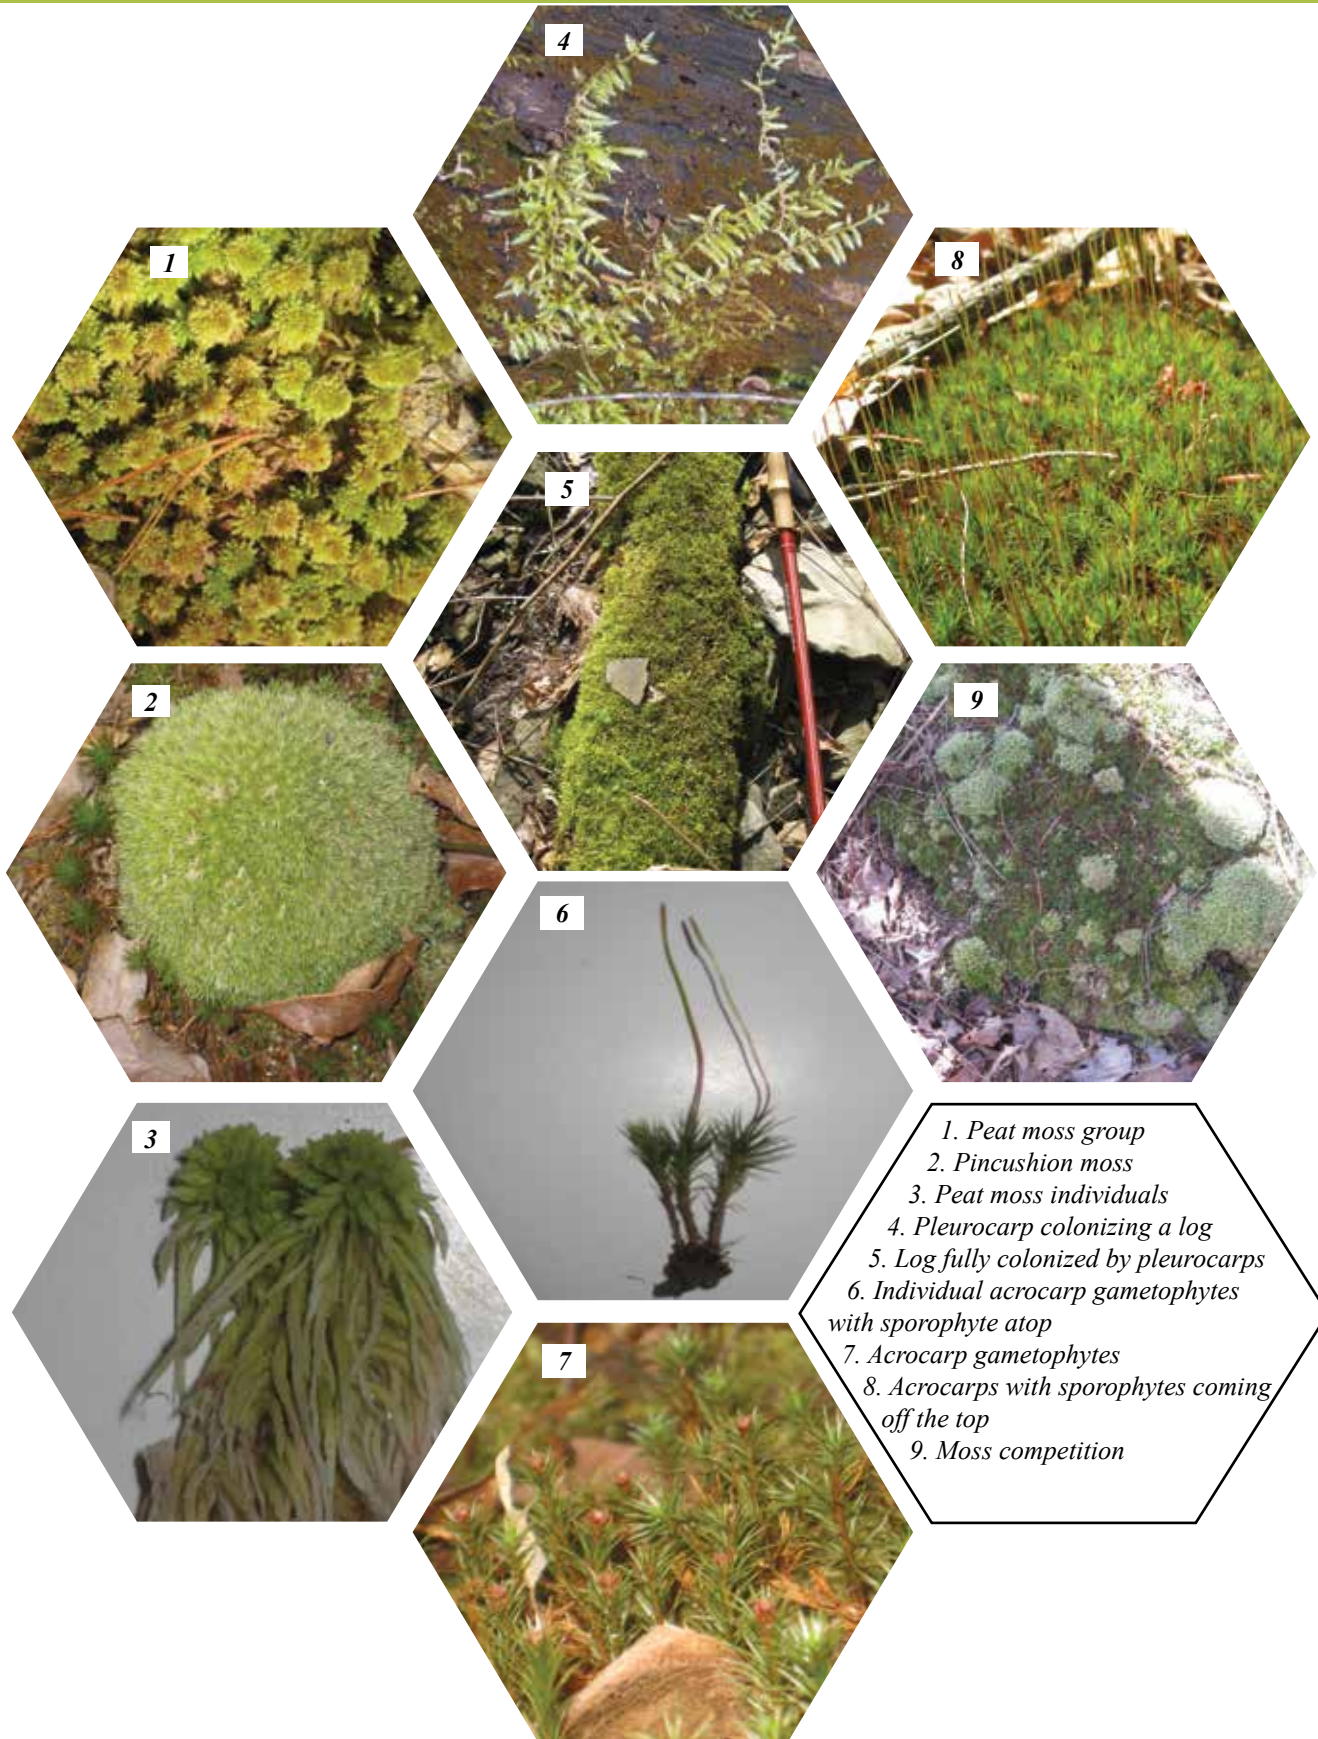 4
1
8
5
2
9
6
3
7
1. Peat moss group
2. Pincushion moss
3. Peat moss individuals
4. Pleurocarp colonizing a log
5. Log fully colonized by pleurocarps
6. Individual acrocarp gametophytes
with sporophyte atop
7. Acrocarp gametophytes
8. Acrocarps with sporophytes coming
off the top
9. Moss competition